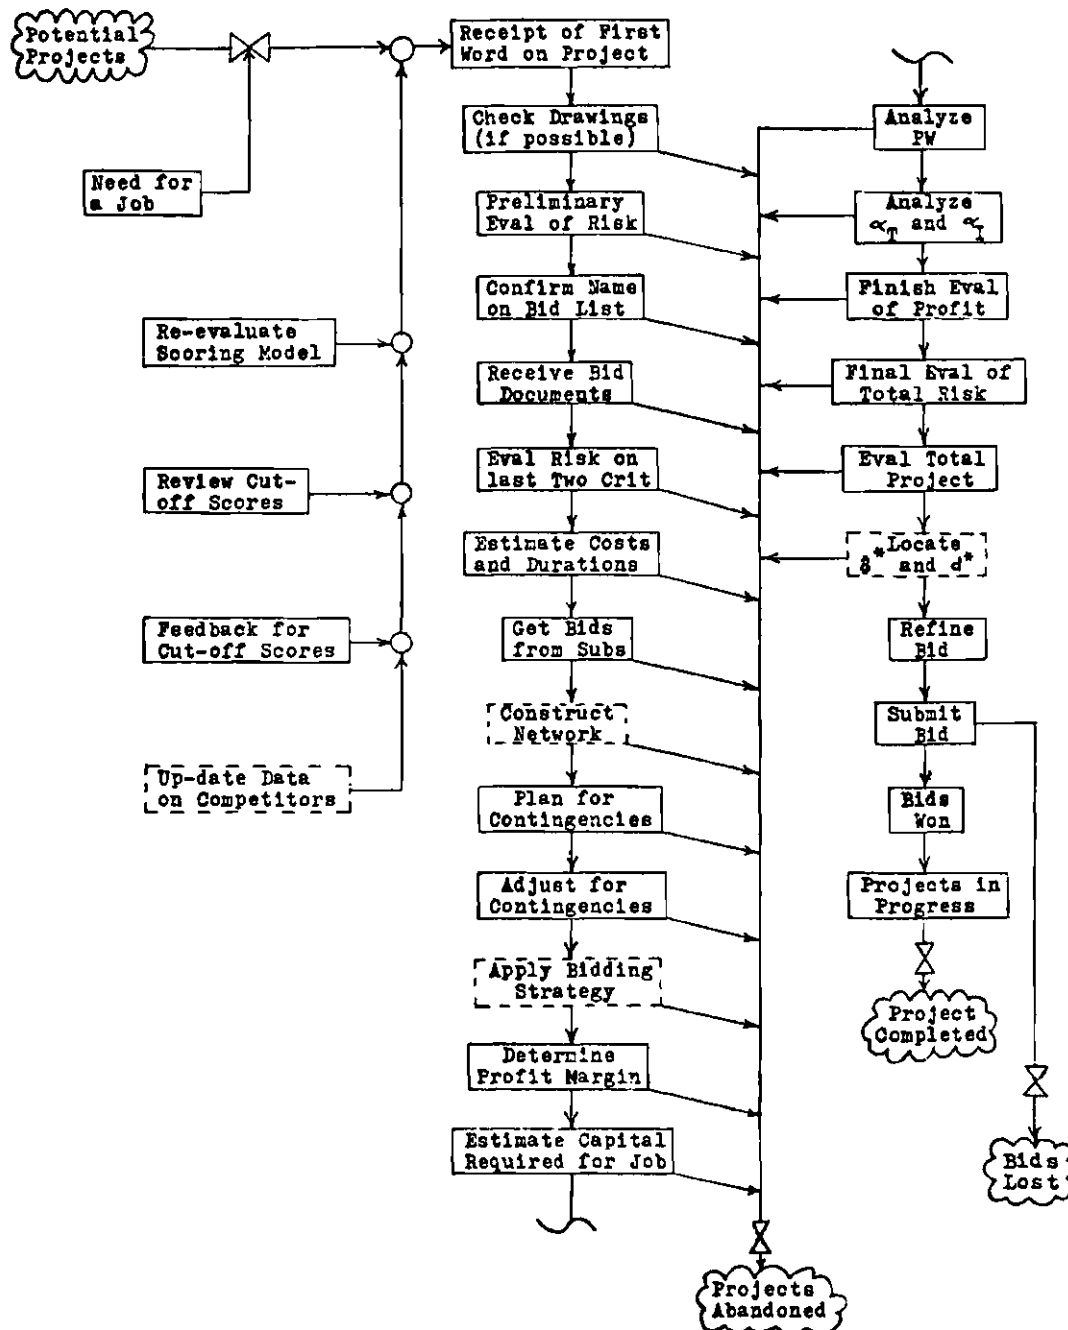 Potential
Projects
Need for
a Job
Re-evaluate
Scoring Model
Review Cut-
off Scores
Feedback for
Cut-off Scores
Up-date Data
on Competitors
Receipt of First
Word on Project
Check Drawings
(if possible)
Preliminary
Eval of Risk
Confirm Name
on Bid List
Receive Bid
Documents
Eval Risk on
last Two Crit
Estimate Costs
and Durations
Get Bids
from Subs
Construct
Network
Plan for
Contingencies
Adjust for
Contingencies
Apply Bidding
Strategy
Determine
Profit Margin
Estimate Capital
Required for Job
Analyze
PW
Analyze
α_T and α_I
Finish Eval
of Profit
Final Eval of
Total Risk
Eval Total
Project
Locate
δ* and d*
Refine
Bid
Submit
Bid
Bids
Won
Projects in
Progress
Project
Completed
Bids
Lost
Projects
Abandoned